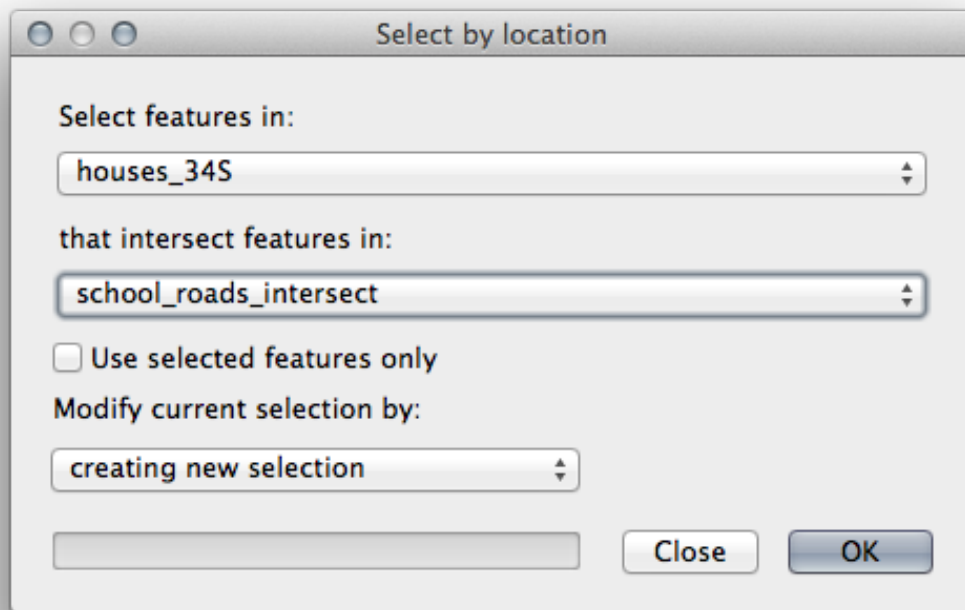 Select by location
Select features in:
houses_34S
that intersect features in:
school_roads_intersect
Use selected features only
Modify current selection by:
creating new selection
Close OK